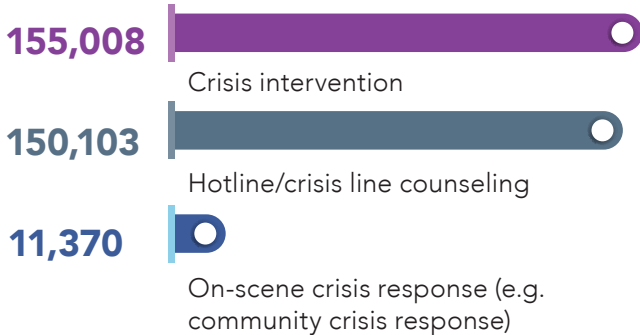 155,008
Crisis intervention
150,103
Hotline/crisis line counseling
11,370
On-scene crisis response (e.g.
community crisis response)